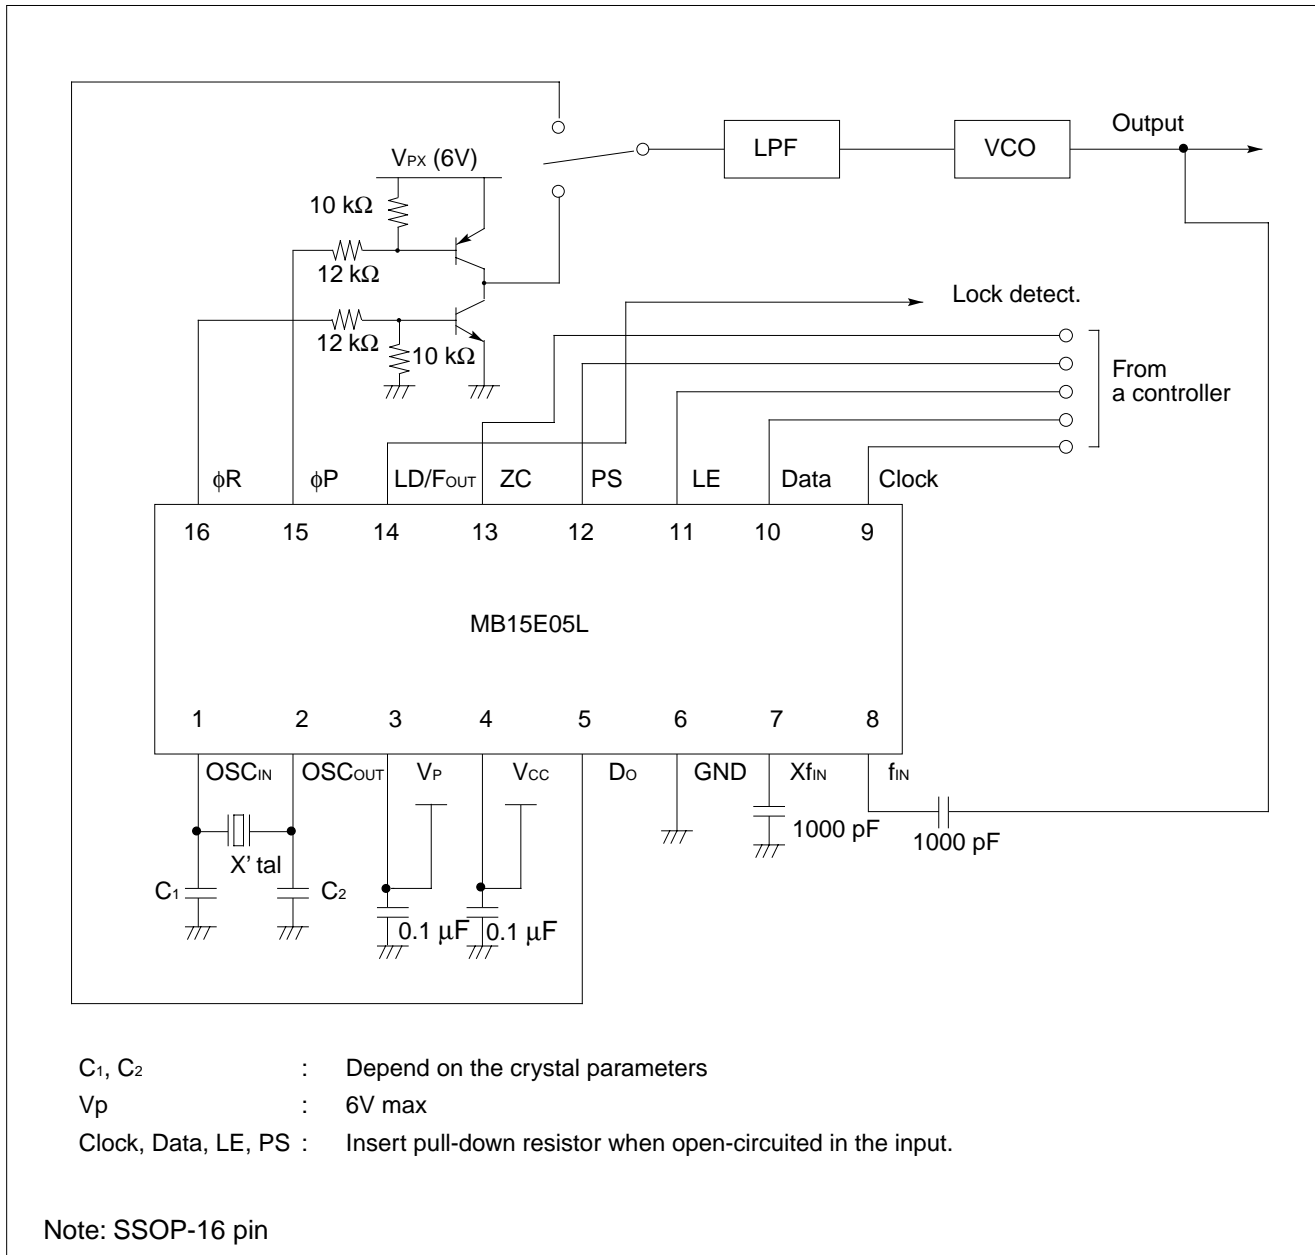 Output
LPF
VCO
VPX (6V)
10 kΩ
12 kΩ
12 kΩ
10 kΩ
Lock detect.
From
a controller
ϕR ϕP LD/FOUT ZC PS LE Data Clock
16 15 14 13 12 11 10 9
MB15E05L
1 2 3 4 5 6 7 8
OSCIN OSCOUT VP VCC DO GND XfIN fIN
X' tal
C1
C2
0.1 μF
0.1 μF
1000 pF
1000 pF
C1, C2 : Depend on the crystal parameters
Vp : 6V max
Clock, Data, LE, PS : Insert pull-down resistor when open-circuited in the input.
Note: SSOP-16 pin